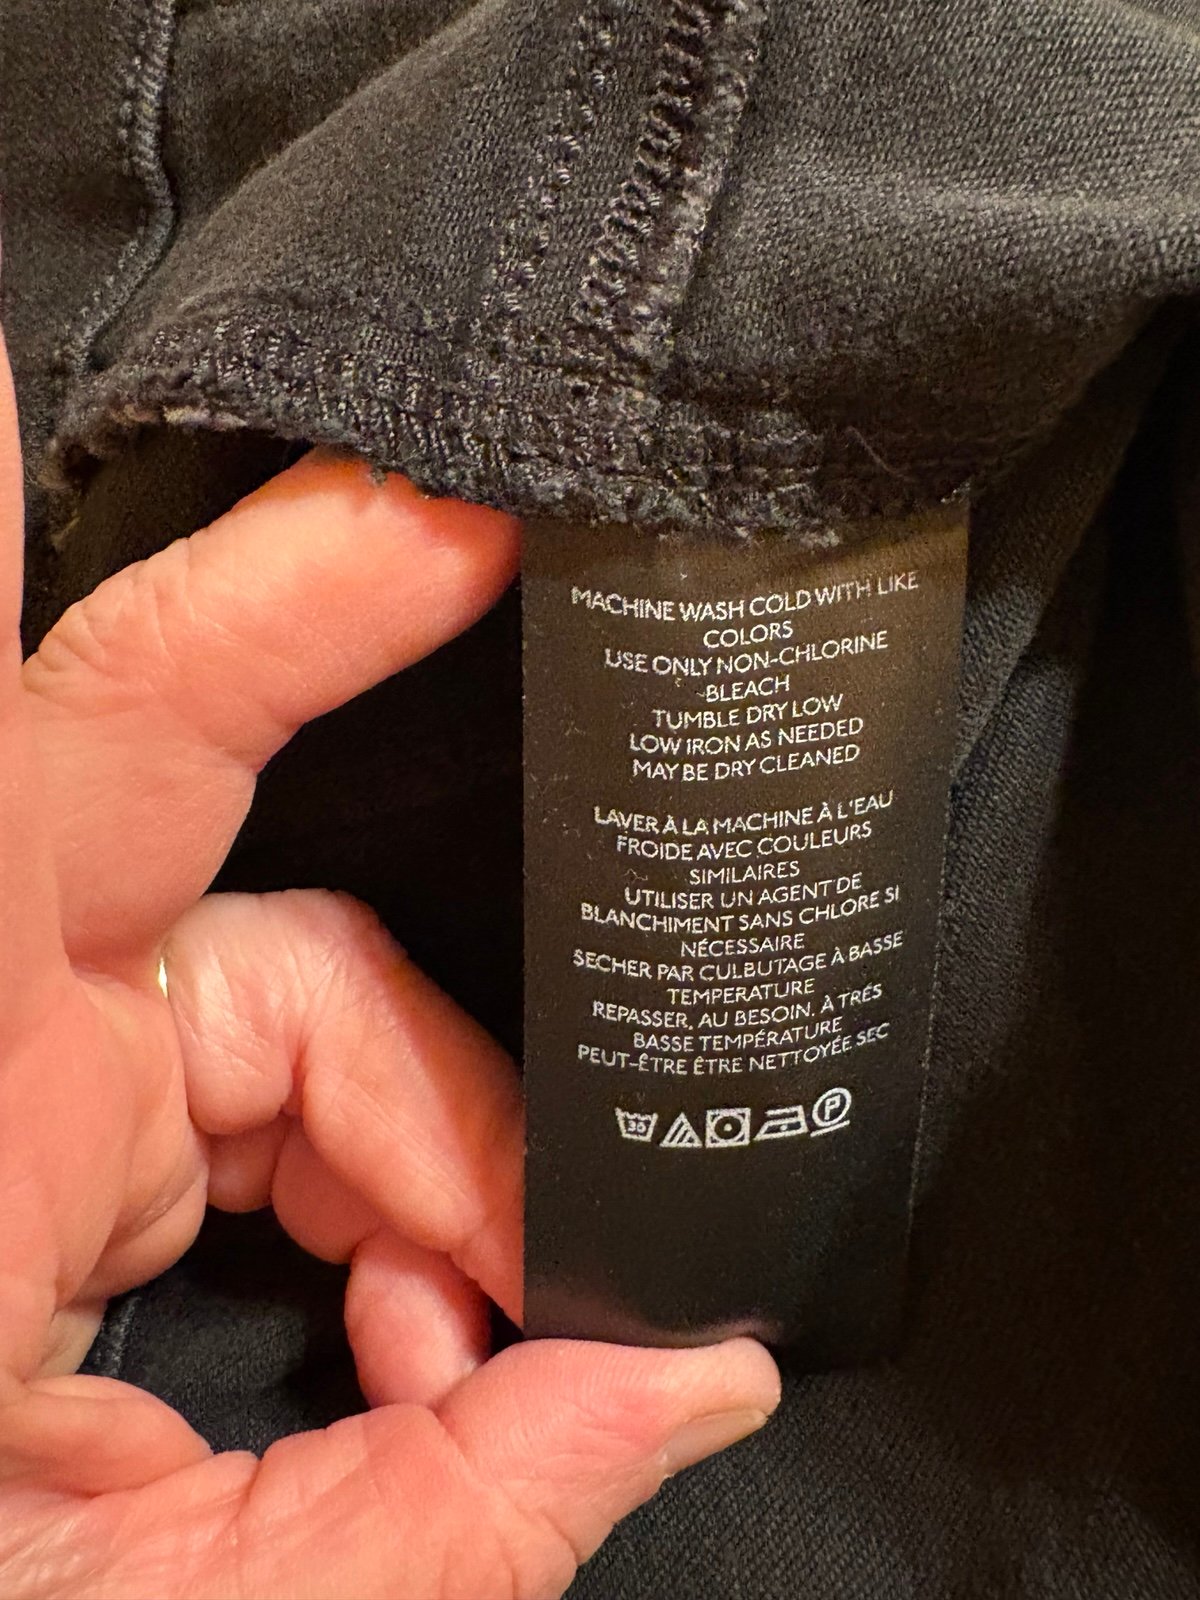 MACHINE WASH COLD WITH LIKE
COLORS
USE ONLY NON-CHLORINE
BLEACH
TUMBLE DRY LOW
LOW IRON AS NEEDED
MAY BE DRY CLEANED
LAVER À LA MACHINE À L'EAU
FROIDE AVEC COULEURS
SIMILAIRES
UTILISER UN AGENT DE
BLANCHIMENT SANS CHLORE SI
NÉCESSAIRE
SECHER PAR CULBUTAGE À BASSE
TEMPERATURE
REPASSER, AU BESOIN, À TRÉS
BASSE TEMPÉRATURE
PEUT-ÊTRE ÊTRE NETTOYÉE SEC
30 P